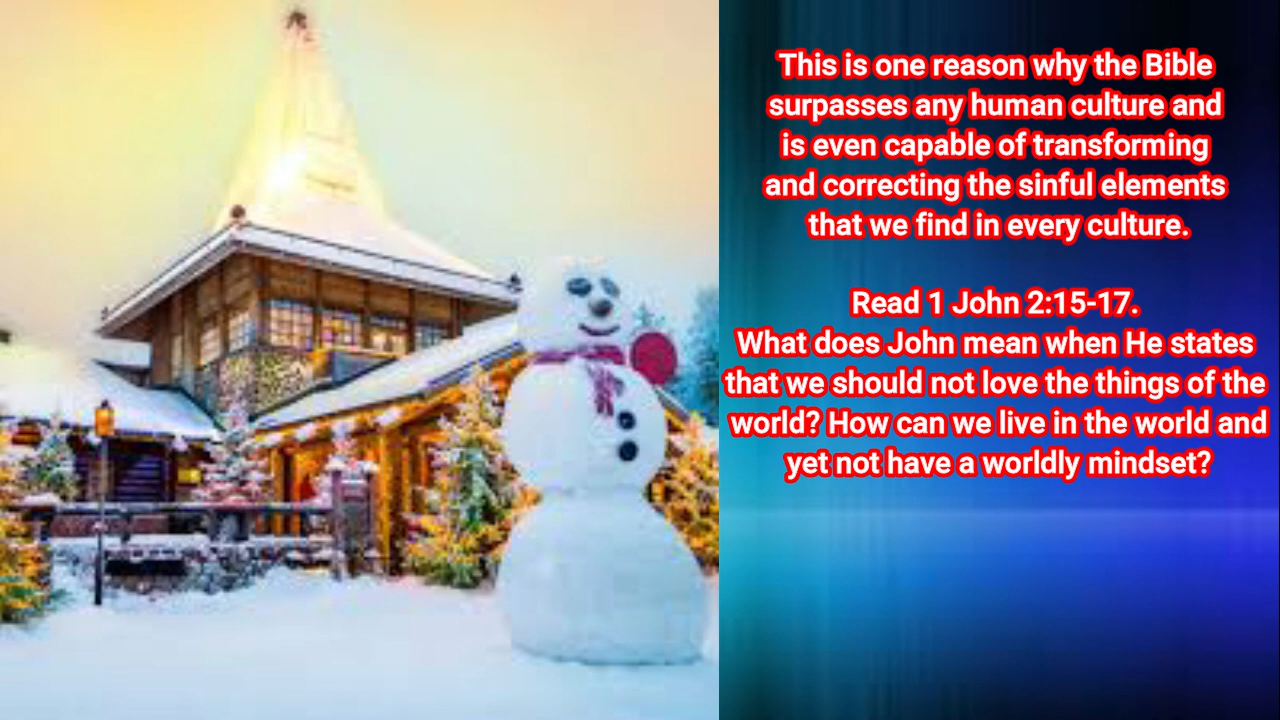 This is one reason why the Bible
surpasses any human culture and
is even capable of transforming
and correcting the sinful elements
that we find in every culture.
Read 1 John 2:15-17.
What does John mean when He states
that we should not love the things of the
world? How can we live in the world and
yet not have a worldly mindset?